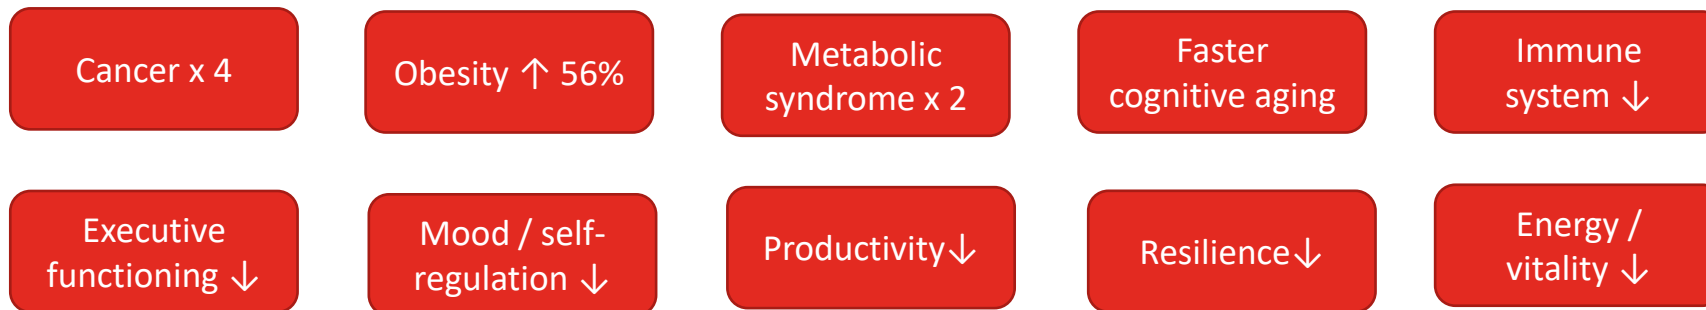 Cancer x 4
Obesity ↑ 56%
Metabolic
syndrome x 2
Faster
cognitive aging
Immune
system ↓
Executive
functioning ↓
Mood / self-
regulation ↓
Productivity↓
Resilience↓
Energy /
vitality ↓